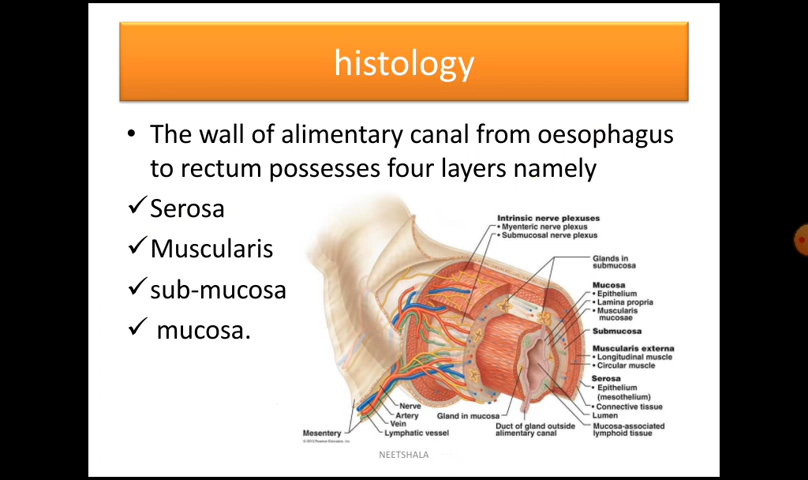 histology
• The wall of alimentary canal from oesophagus
to rectum possesses four layers namely
✓Serosa
✓Muscularis
✓sub-mucosa
✓ mucosa.
Intrinsic nerve plexuses
• Myenteric nerve plexus
• Submucosal nerve plexus
Glands in
submucosa
Mucosa
• Epithelium
• Lamina propria
• Muscularis
mucosae
Submucosa
Muscularis externa
• Longitudinal muscle
• Circular muscle
Serosa
• Epithelium
(mesothelium)
• Connective tissue
Lumen
Mucosa-associated
lymphoid tissue
Nerve
Artery
Vein
Lymphatic vessel
Mesentery
Gland in mucosa
Duct of gland outside
alimentary canal
NEETSHALA